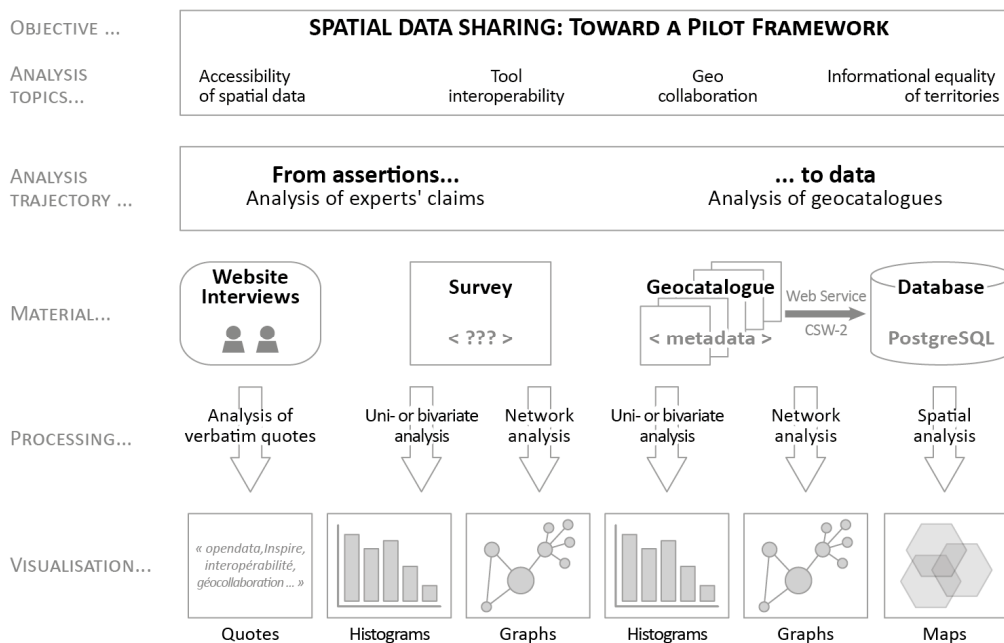 OBJECTIVE ...
SPATIAL DATA SHARING: TOWARD A PILOT FRAMEWORK
ANALYSIS
TOPICS...
Accessibility
of spatial data
Tool
interoperability
Geo
collaboration
Informational equality
of territories
ANALYSIS
TRAJECTORY ...
From assertions...
Analysis of experts' claims
... to data
Analysis of geocatalogues
MATERIAL...
Website
Interviews
Survey
< ??? >
Geocatalogue
< metadata >
Web Service
CSW-2
Database
PostgreSQL
PROCESSING...
Analysis of
verbatim quotes
Uni- or bivariate
analysis
Network
analysis
Uni- or bivariate
analysis
Network
analysis
Spatial
analysis
VISUALISATION...
« opendata,Inspire,
interopérabilité,
géocollaboration ... »
Quotes
Histograms
Graphs
Histograms
Graphs
Maps